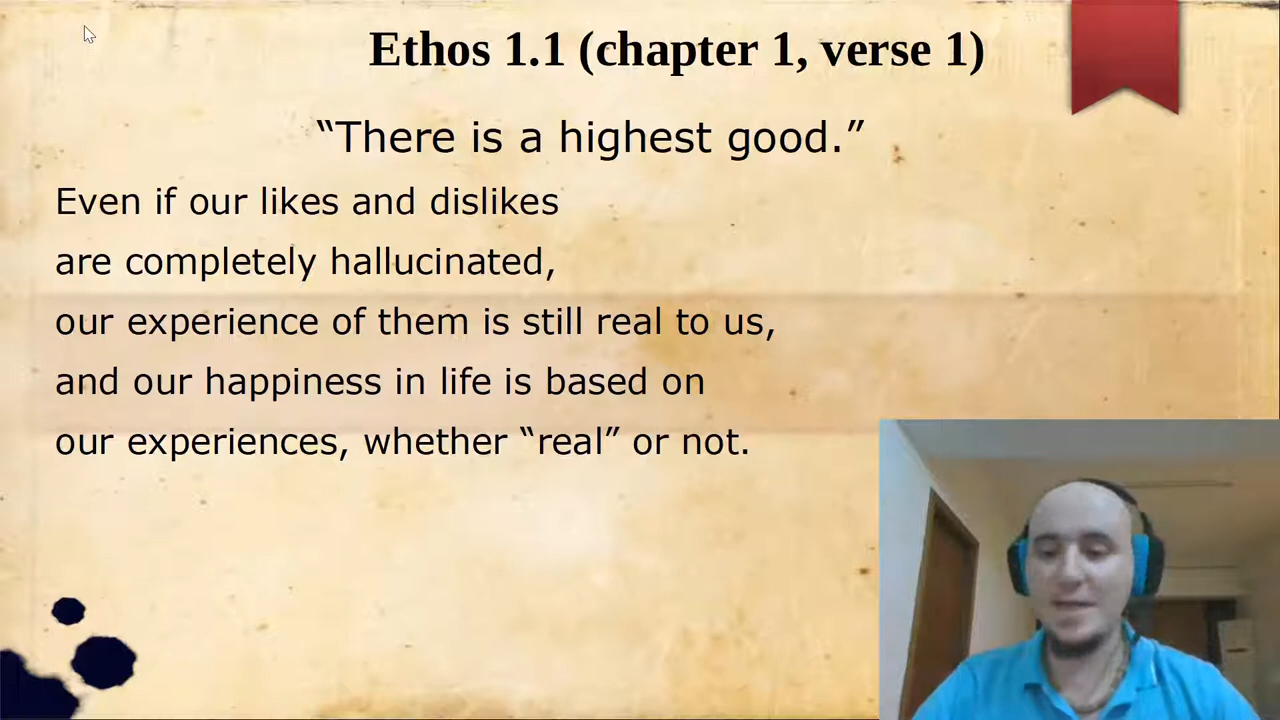 Ethos 1.1 (chapter 1, verse 1)
“There is a highest good.”
Even if our likes and dislikes
are completely hallucinated,
our experience of them is still real to us,
and our happiness in life is based on
our experiences, whether “real” or not.